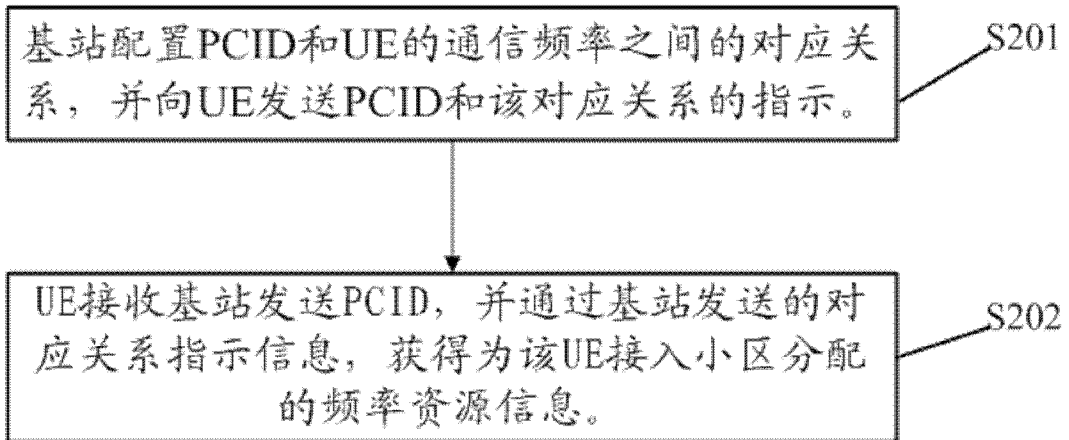 基站配置PCID和UE的通信频率之间的对应关
系，并向UE发送PCID和该对应关系的指示。
S201
UE接收基站发送PCID，并通过基站发送的对
应关系指示信息，获得为该UE接入小区分配
的频率资源信息。
S202